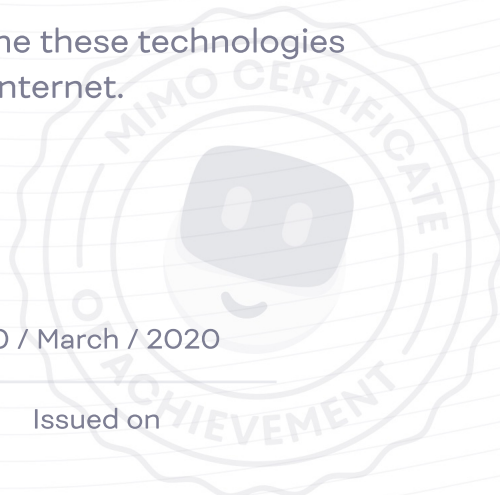 these technologies
MIMO CERTIFICATE
OF ACHIEVEMENT
/ March / 2020
Issued on